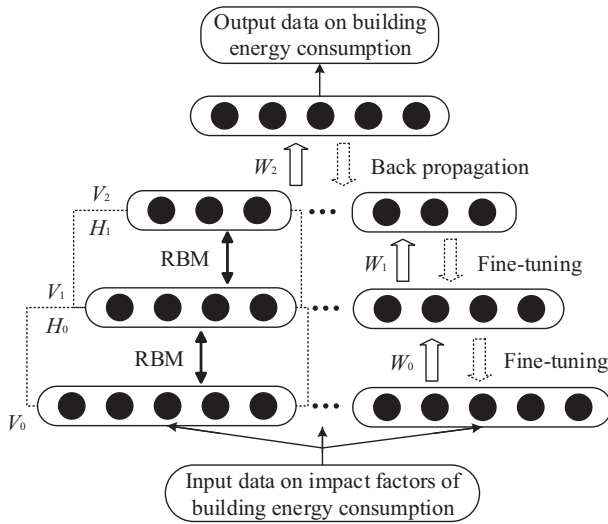 Output data on building
energy consumption
W2
Back propagation
V2
H1
RBM
W1
Fine-tuning
V1
H0
RBM
W0
Fine-tuning
V0
Input data on impact factors of
building energy consumption